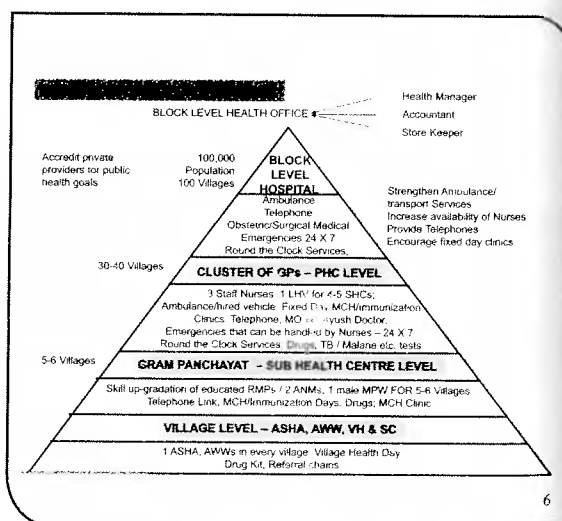 BLOCK LEVEL HEALTH OFFICE
Health Manager
Accountant
Store Keeper
Accredit private
providers for public
health goals
100,000
Population
100 Villages
BLOCK
LEVEL
HOSPITAL
Strengthen Ambulance/
transport Services
Increase availability of Nurses
Provide Telephones
Encourage fixed day clinics
Ambulance
Telephone
Obstetric/Surgical Medical
Emergencies 24 X 7
Round the Clock Services,
30-40 Villages
CLUSTER OF GPs – PHC LEVEL
3 Staff Nurses, 1 LHV for 4-5 SHCs;
Ambulance/hired vehicle. Fixed Day MCH/Immunization
Clinics. Telephone, MO Ayush Doctor,
Emergencies that can be handled by Nurses – 24 X 7
Round the Clock Services, Drugs, TB / Malaria etc. tests
5-6 Villages
GRAM PANCHAYAT – SUB HEALTH CENTRE LEVEL
Skill up-gradation of educated RMPs / 2 ANMs, 1 male MPW FOR 5-6 Villages
Telephone Link, MCH/Immunization Days, Drugs; MCH Clinic
VILLAGE LEVEL – ASHA, AWW, VH & SC
1 ASHA, AWWs in every village Village Health Day
Drug Kit, Referral chains
6